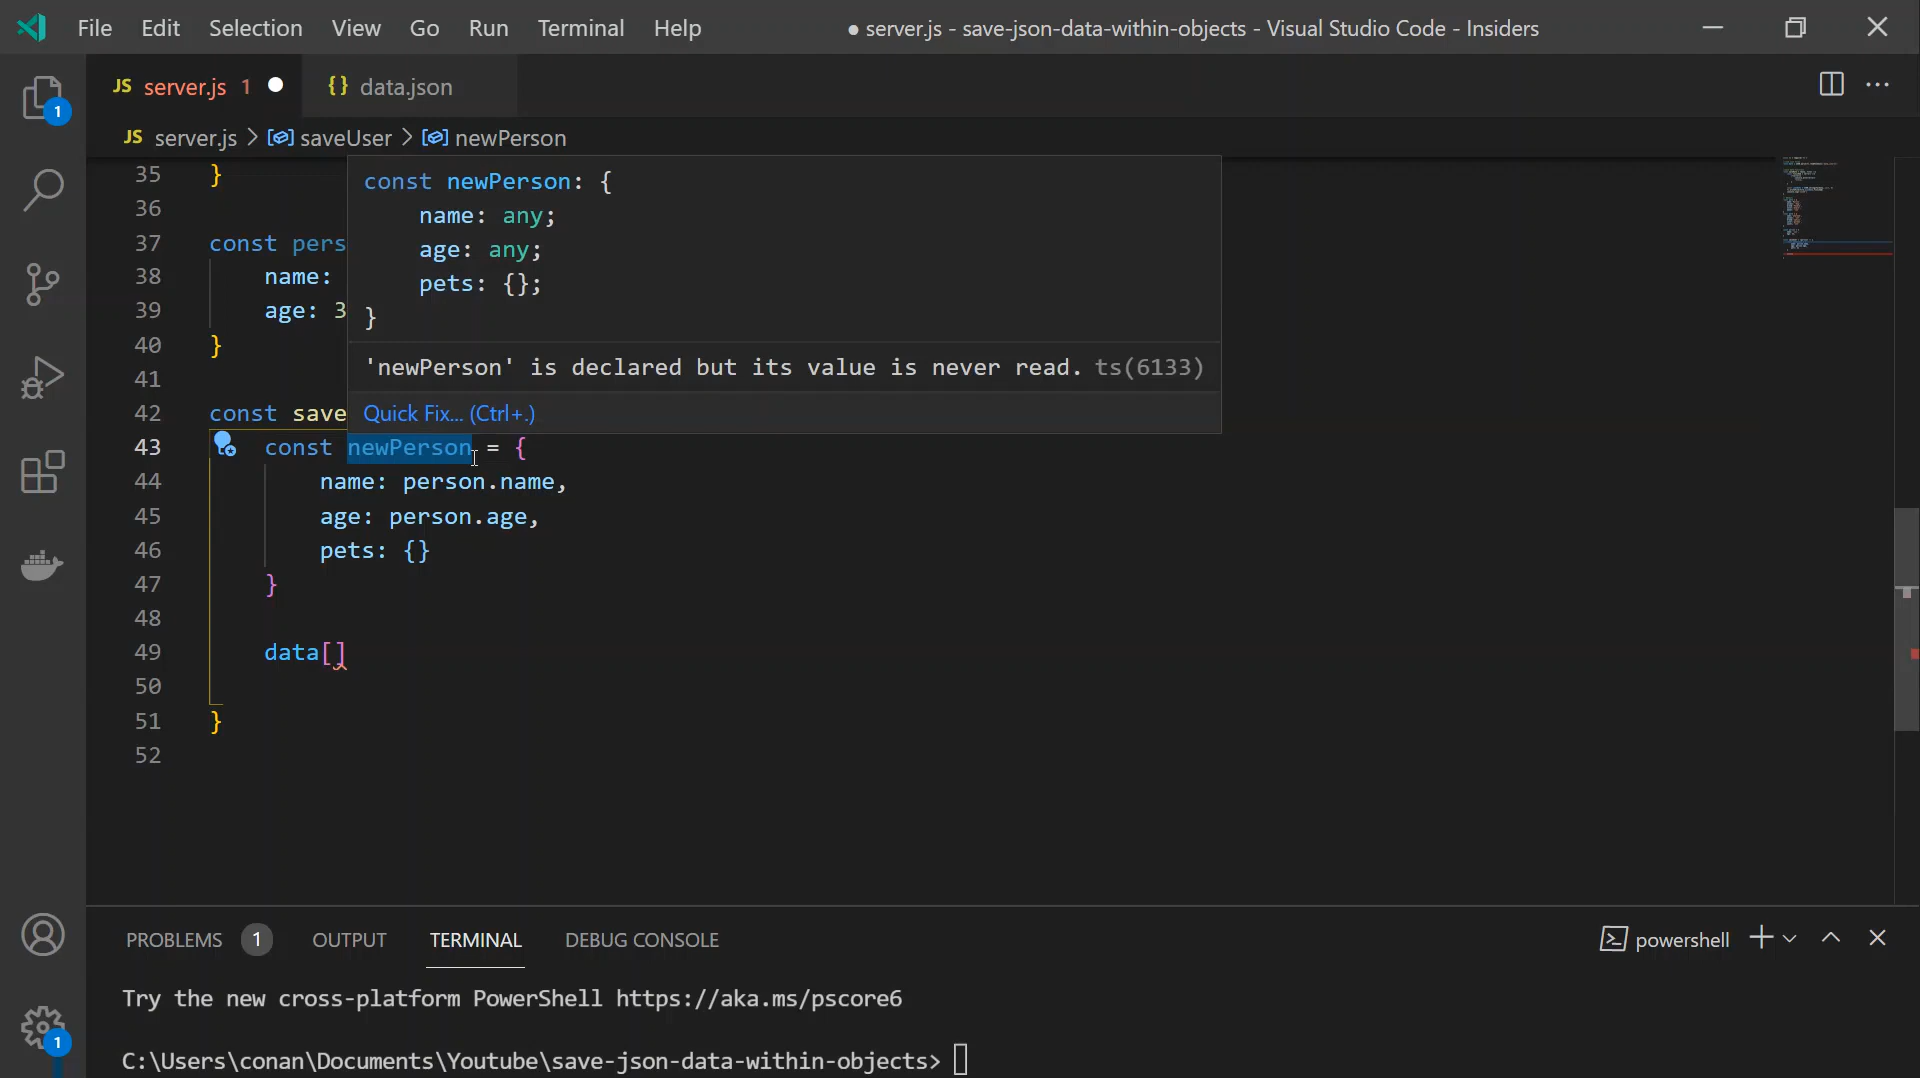 File Edit Selection View Go Run Terminal Help ● server.js - save-json-data-within-objects - Visual Studio Code - Insiders
JS server.js 1 {} data.json
JS server.js > saveUser > newPerson
35 }
36
37 const pers
38 name:
39 age: 3
40 }
41
42 const save
const newPerson: {
name: any;
age: any;
pets: {};
}
'newPerson' is declared but its value is never read. ts(6133)
Quick Fix... (Ctrl+.)
43 const newPerson = {
44 name: person.name,
45 age: person.age,
46 pets: {}
47 }
48
49 data[]
50
51 }
52
1
1
PROBLEMS 1 OUTPUT TERMINAL DEBUG CONSOLE powershell
Try the new cross-platform PowerShell https://aka.ms/pscore6
C:\Users\conan\Documents\Youtube\save-json-data-within-objects>